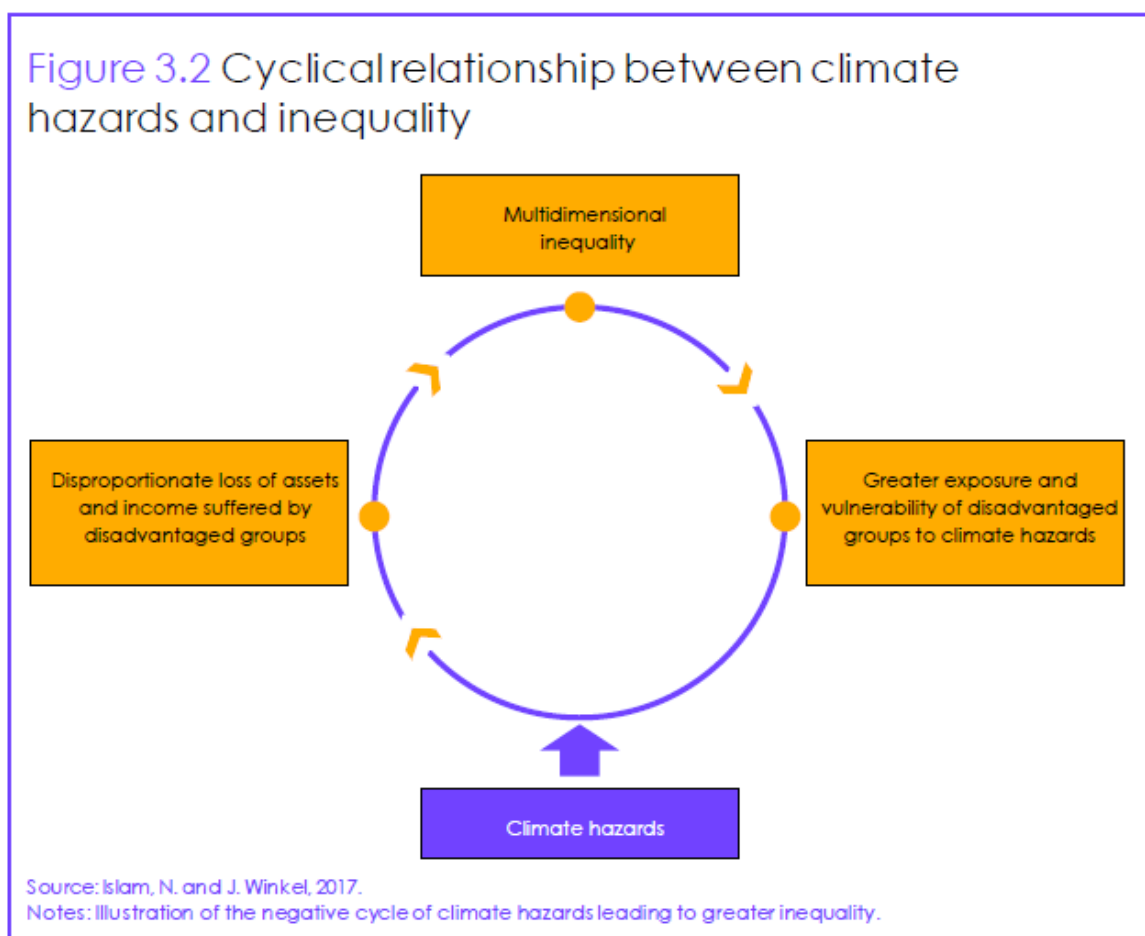 Figure 3.2 Cyclical relationship between climate
hazards and inequality
Multidimensional
inequality
Disproportionate loss of assets
and income suffered by
disadvantaged groups
Greater exposure and
vulnerability of disadvantaged
groups to climate hazards
Climate hazards
Source: Islam, N. and J. Winkel, 2017.
Notes: Illustration of the negative cycle of climate hazards leading to greater inequality.